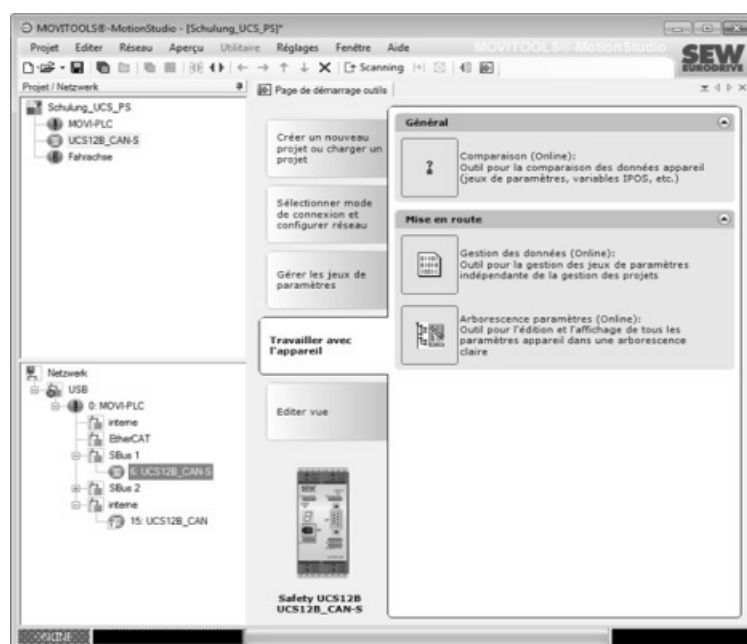 MOVITOOLS®-MotionStudio - [Schulung_UCS_PS]*
Projet Editer Réseau Aperçu Utilitaire Réglages Fenêtre Aide
MOVITOOLS®-MotionStudio
SEW
EURODRIVE
Scanning
Projet / Netzwerk
Page de démarrage outils
Schulung_UCS_PS
MOVI-PLC
UCS12B_CAN-S
Fahrachse
Créer un nouveau
projet ou charger un
projet
Sélectionner mode
de connexion et
configurer réseau
Gérer les jeux de
paramètres
Travailler avec
l'appareil
Editer vue
Général
Comparaison (Online):
Outil pour la comparaison des données appareil
(jeux de paramètres, variables IPOS, etc.)
Mise en route
Gestion des données (Online):
Outil pour la gestion des jeux de paramètres
indépendante de la gestion des projets
Arborescence paramètres (Online):
Outil pour l'édition et l'affichage de tous les
paramètres appareil dans une arborescence
claire
Netzwerk
USB
0: MOVI-PLC
interne
EtherCAT
SBus 1
6: UCS12B_CAN-S
SBus 2
interne
15: UCS12B_CAN
SEW
Safety UCS12B
UCS12B_CAN-S
ONLINE